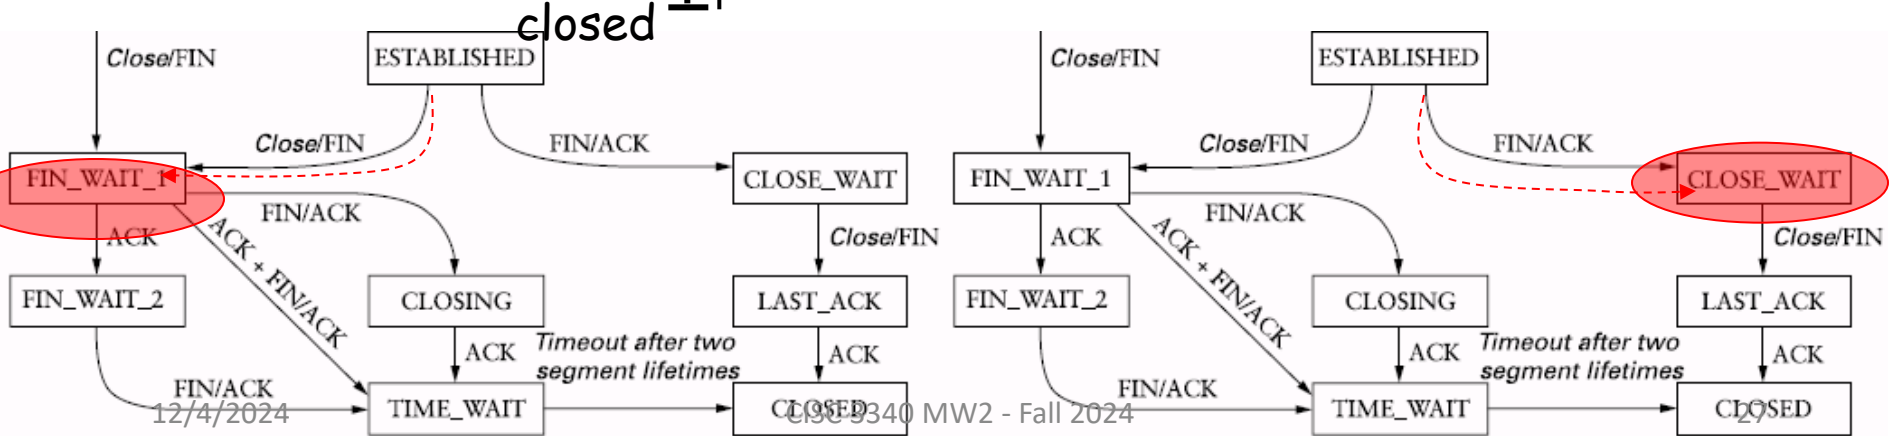 closed
Close/FIN
ESTABLISHED
Close/FIN
FIN/ACK
FIN_WAIT_1
CLOSE_WAIT
FIN/ACK
ACK
ACK + FIN/ACK
Close/FIN
FIN_WAIT_2
CLOSING
LAST_ACK
ACK
Timeout after two
segment lifetimes
ACK
FIN/ACK
TIME_WAIT
CLOSED
Close/FIN
ESTABLISHED
Close/FIN
FIN/ACK
FIN_WAIT_1
CLOSE_WAIT
FIN/ACK
ACK
ACK + FIN/ACK
Close/FIN
FIN_WAIT_2
CLOSING
LAST_ACK
ACK
Timeout after two
segment lifetimes
ACK
FIN/ACK
TIME_WAIT
CLOSED
12/4/2024
CISC 3340 MW2 - Fall 2024
27